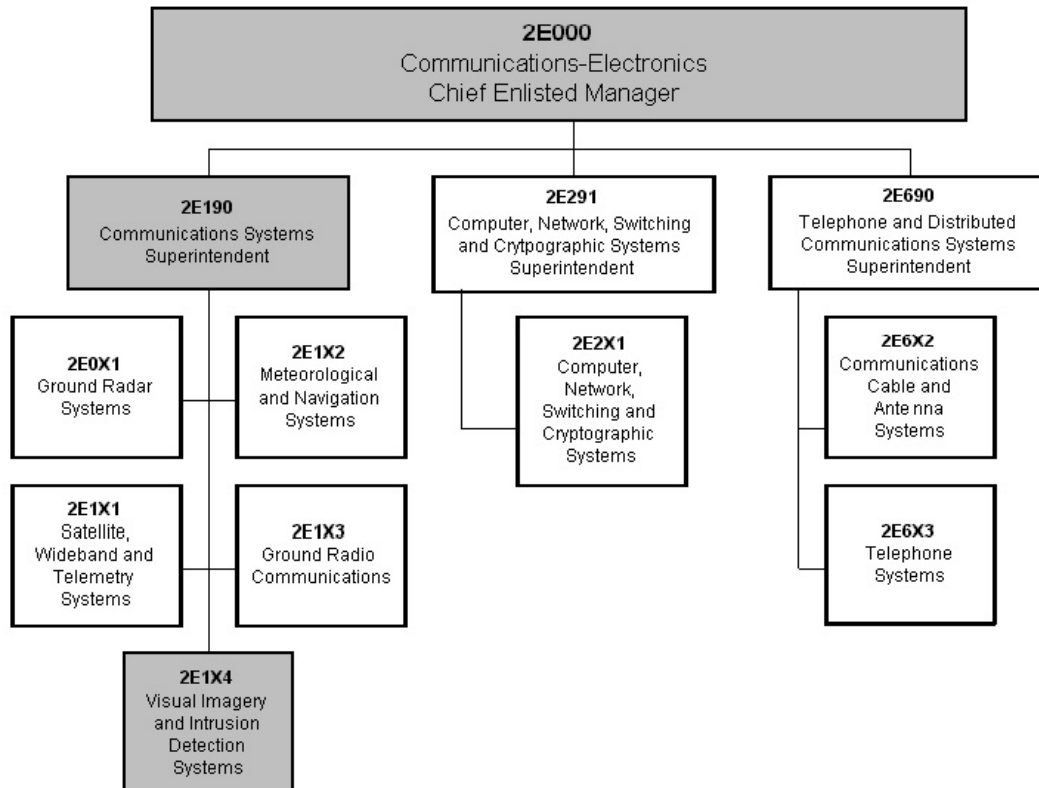 2E000
Communications-Electronics
Chief Enlisted Manager
2E190
Communications Systems
Superintendent
2E291
Computer, Network, Switching
and Crytpographic Systems
Superintendent
2E690
Telephone and Distributed
Communications Systems
Superintendent
2E0X1
Ground Radar
Systems
2E1X2
Meteorological
and Navigation
Systems
2E2X1
Computer,
Network,
Switching and
Cryptographic
Systems
2E6X2
Communications
Cable and
Antenna
Systems
2E1X1
Satellite,
Wideband and
Telemetry
Systems
2E1X3
Ground Radio
Communications
2E6X3
Telephone
Systems
2E1X4
Visual Imagery
and Intrusion
Detection
Systems